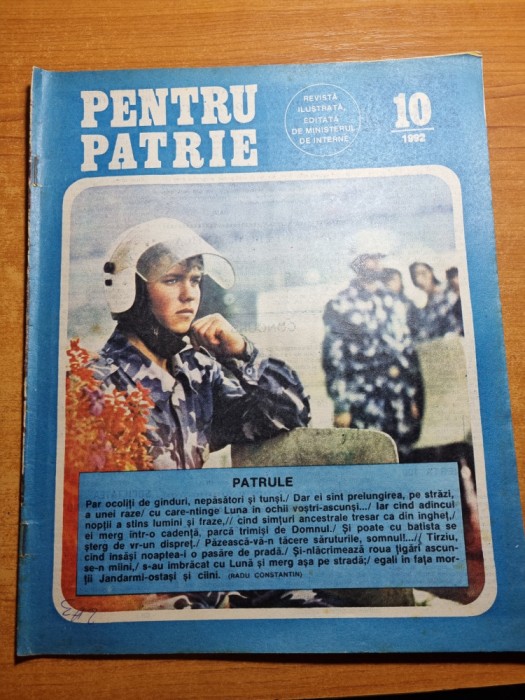 PENTRU
PATRIE
REVISTĂ
ILUSTRATĂ,
EDITATĂ
DE MINISTERUL
DE INTERNE
10
1992
PATRULE
Par ocoliți de gînduri, nepăsători și tunși./ Dar ei sînt prelungirea, pe străzi,
a unei raze/ cu care-ntinge Luna în ochii voștri-ascunși.../ Iar cînd adîncul
nopții a stins lumini și fraze,// cînd simțuri ancestrale tresar ca din îngheț,/
ei merg într-o cadență, parcă trimiși de Domnul./ Și poate cu batista se
șterg de vr-un dispreț,/ Păzească-vă-n tăcere săruturile, somnul!...// Tîrziu,
cînd însăși noaptea-i o pasăre de pradă./ Și-nlăcrimează roua țigări ascun-
se-n mîini,/ s-au îmbrăcat cu Lună și merg așa pe stradă;/ egali în fața mor-
ții Jandarmi-ostași și cîini. (RADU CONSTANTIN)